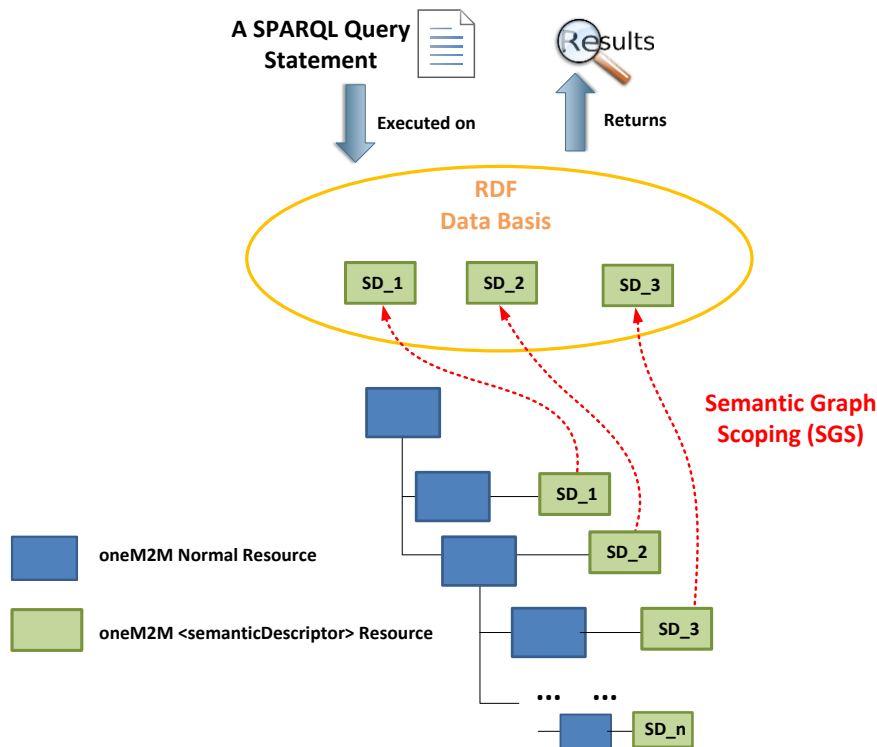 A SPARQL Query
Statement
Results
Executed on
Returns
RDF
Data Basis
SD_1
SD_2
SD_3
Semantic Graph
Scoping (SGS)
SD_1
SD_2
oneM2M Normal Resource
SD_3
oneM2M <semanticDescriptor> Resource
... ...
SD_n